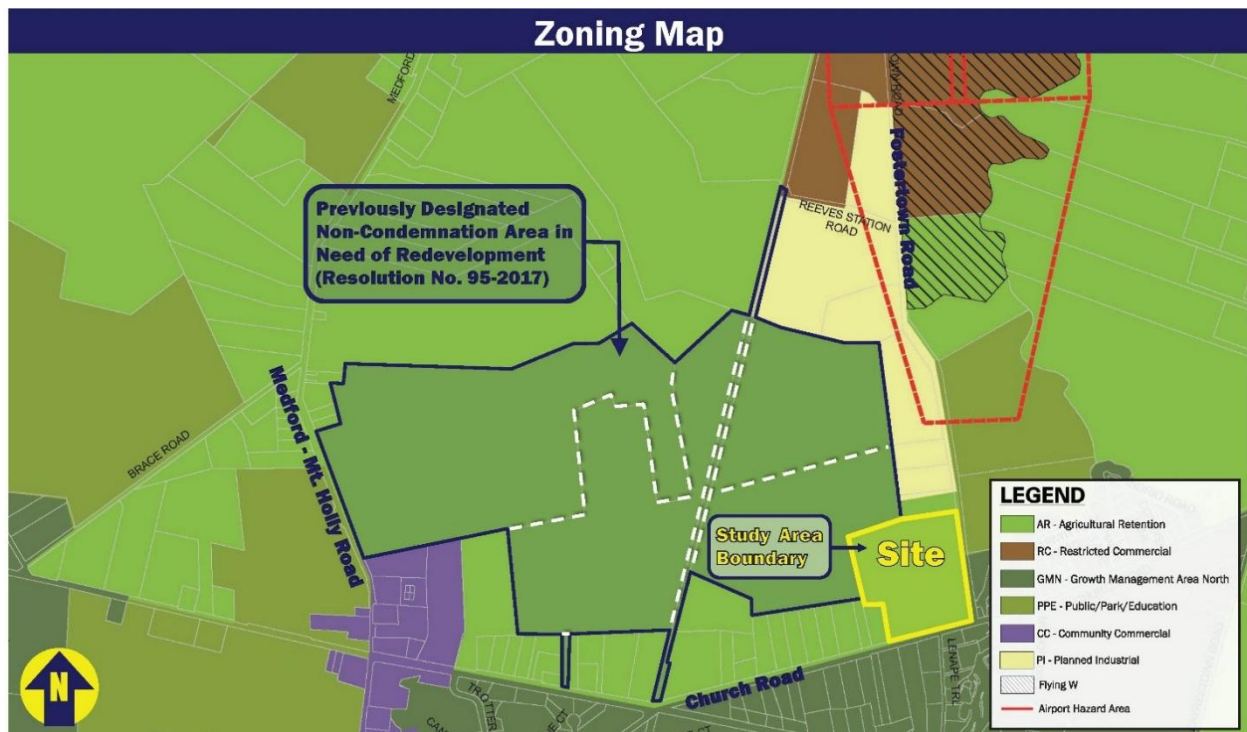 Zoning Map
MEDFORD
Previously Designated
Non-Condemnation Area in
Need of Redevelopment
(Resolution No. 95-2017)
REEVES STATION
ROAD
ROAD
Fostertown Road
BRACE ROAD
Medford - Mt. Holly Road
Study Area
Boundary
Site
Church Road
LENAPE TRL
TROTTER
CT
N
LEGEND
AR - Agricultural Retention
RC - Restricted Commercial
GMN - Growth Management Area North
PPE - Public/Park/Education
CC - Community Commercial
PI - Planned Industrial
Flying W
Airport Hazard Area